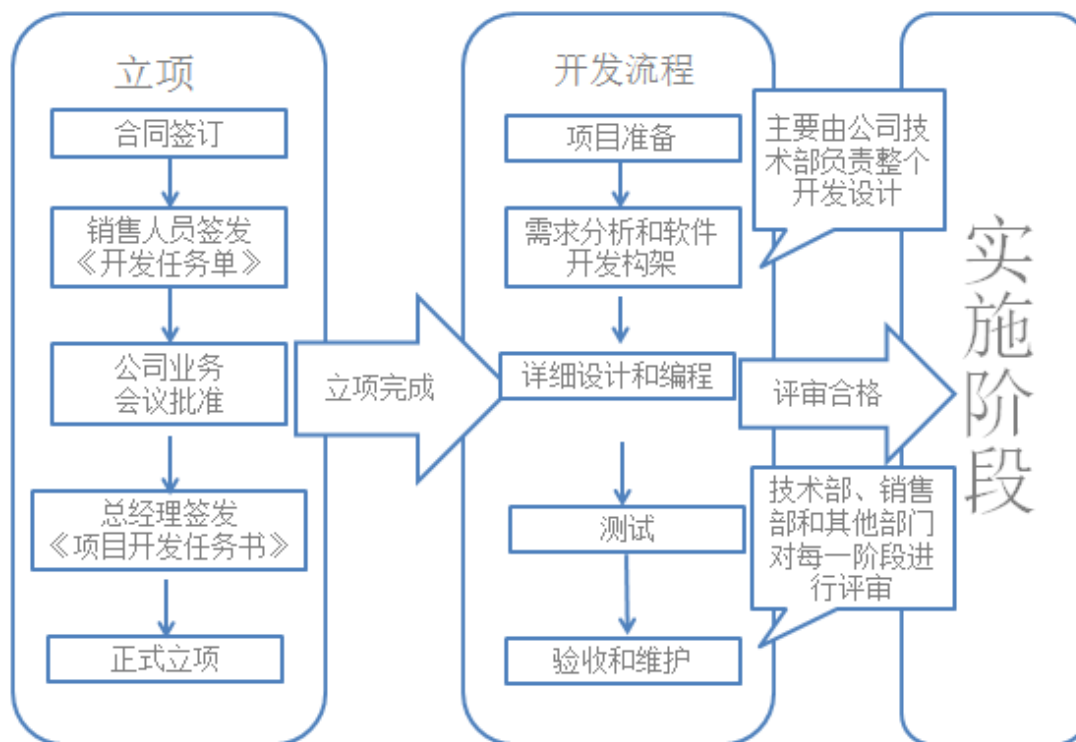 立项
合同签订
销售人员签发
《开发任务单》
公司业务
会议批准
总经理签发
《项目开发任务书》
正式立项
立项完成
开发流程
项目准备
需求分析和软件
开发构架
详细设计和编程
测试
验收和维护
主要由公司技
术部负责整个
开发设计
评审合格
技术部、销售
部和其他部门
对每一阶段进
行评审
实施阶段